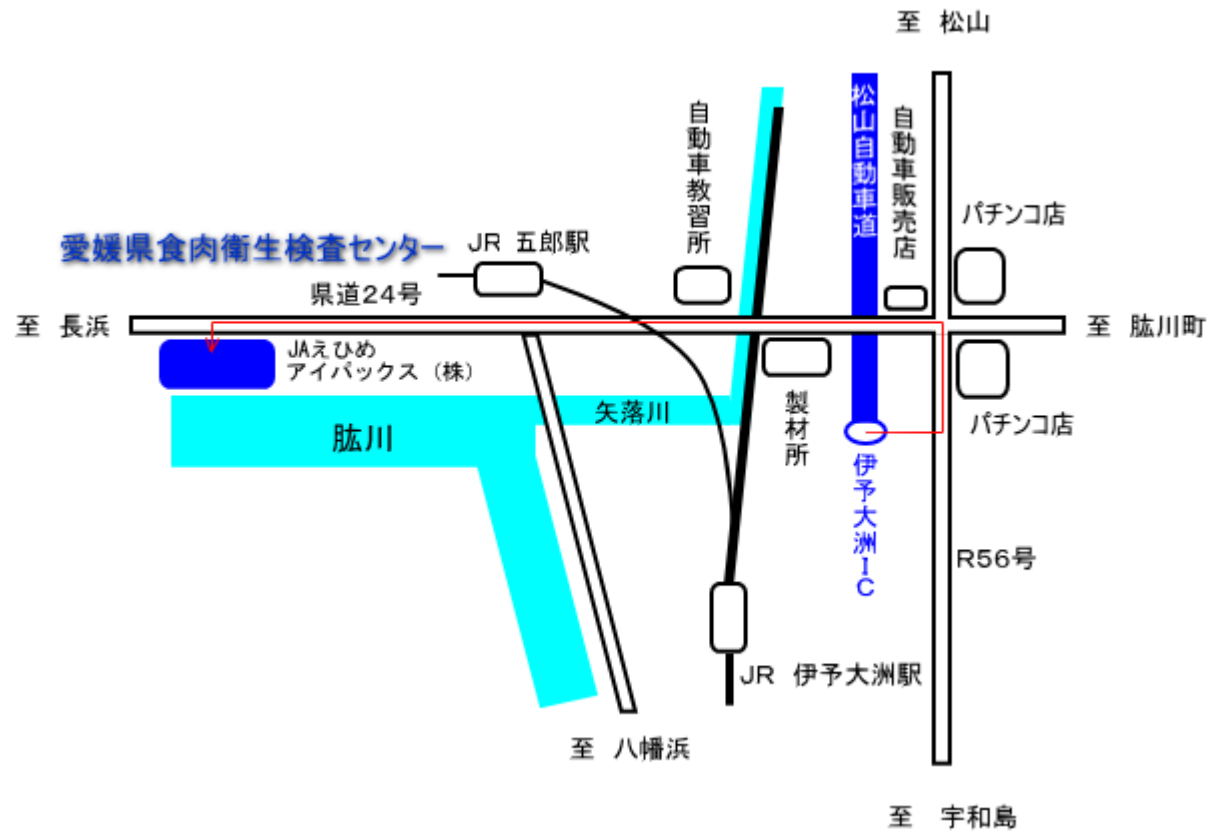 至 松山
松山自動車道
自動車教習所
自動車販売店
パチンコ店
愛媛県食肉衛生検査センター
JR 五郎駅
県道24号
至 長浜
至 肱川町
JAえひめ
アイパックス（株）
矢落川
製材所
パチンコ店
肱川
伊予大洲IC
R56号
JR 伊予大洲駅
至 八幡浜
至 宇和島